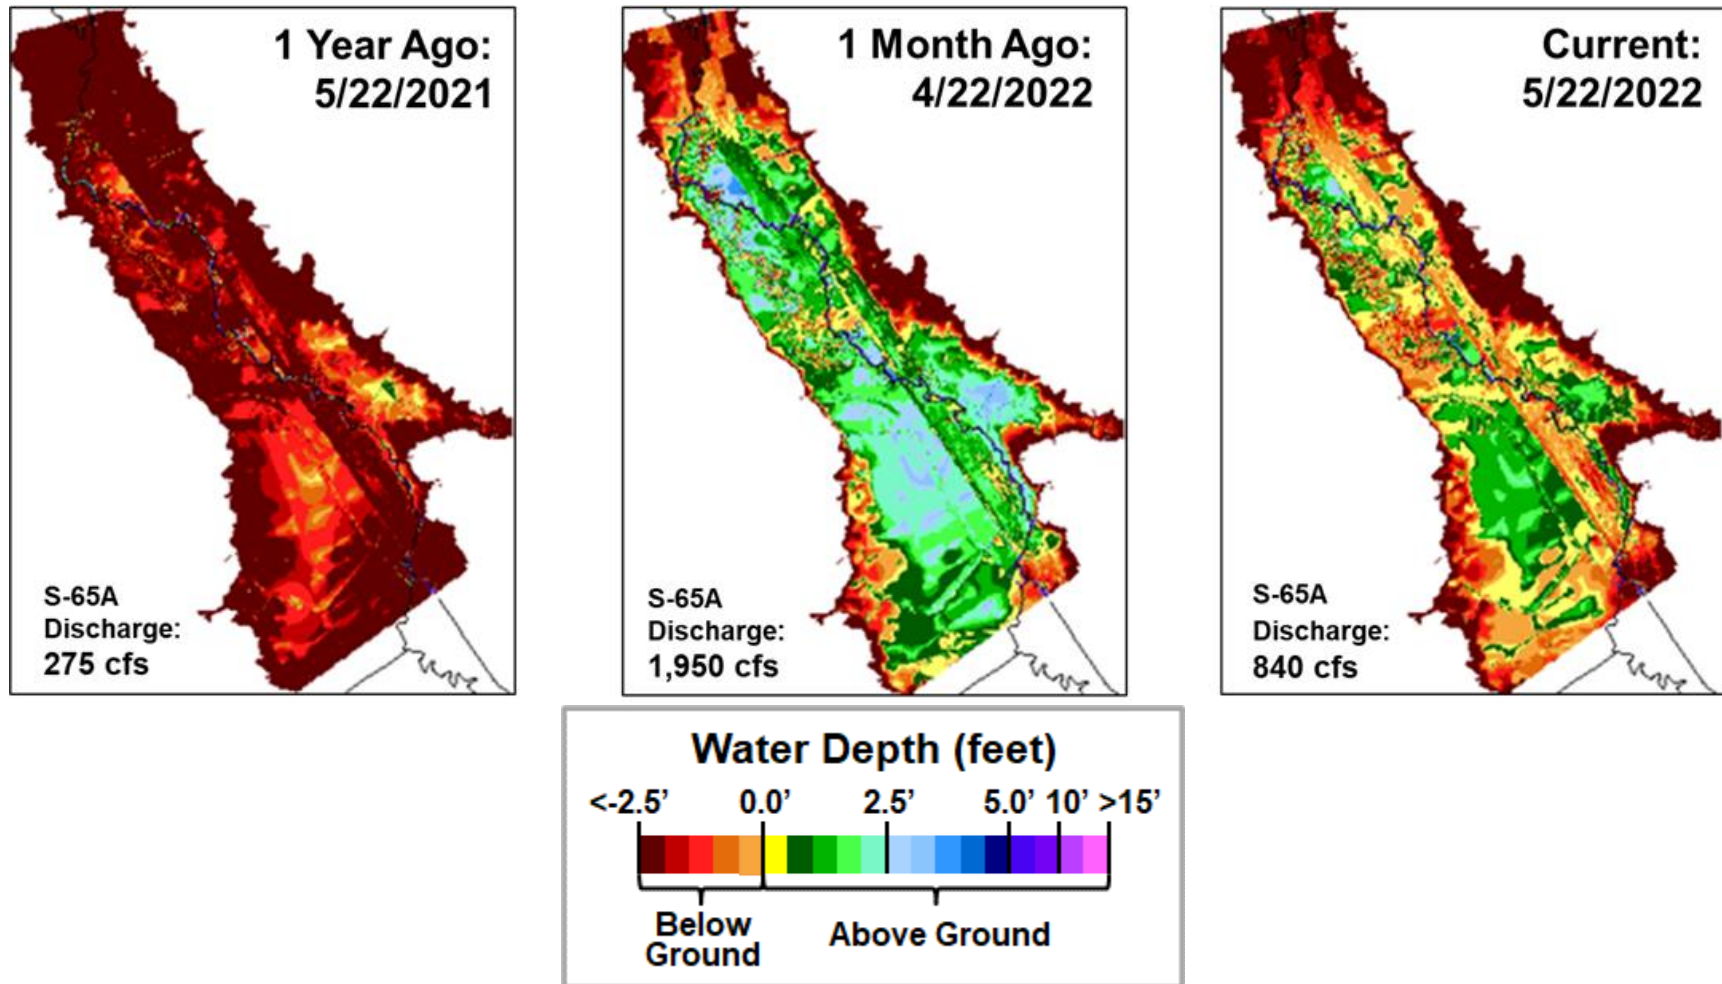 1 Year Ago:
5/22/2021
S-65A
Discharge:
275 cfs
1 Month Ago:
4/22/2022
S-65A
Discharge:
1,950 cfs
Current:
5/22/2022
S-65A
Discharge:
840 cfs
Water Depth (feet)
<-2.5’ 0.0’ 2.5’ 5.0’ 10’ >15’
Below
Ground
Above Ground